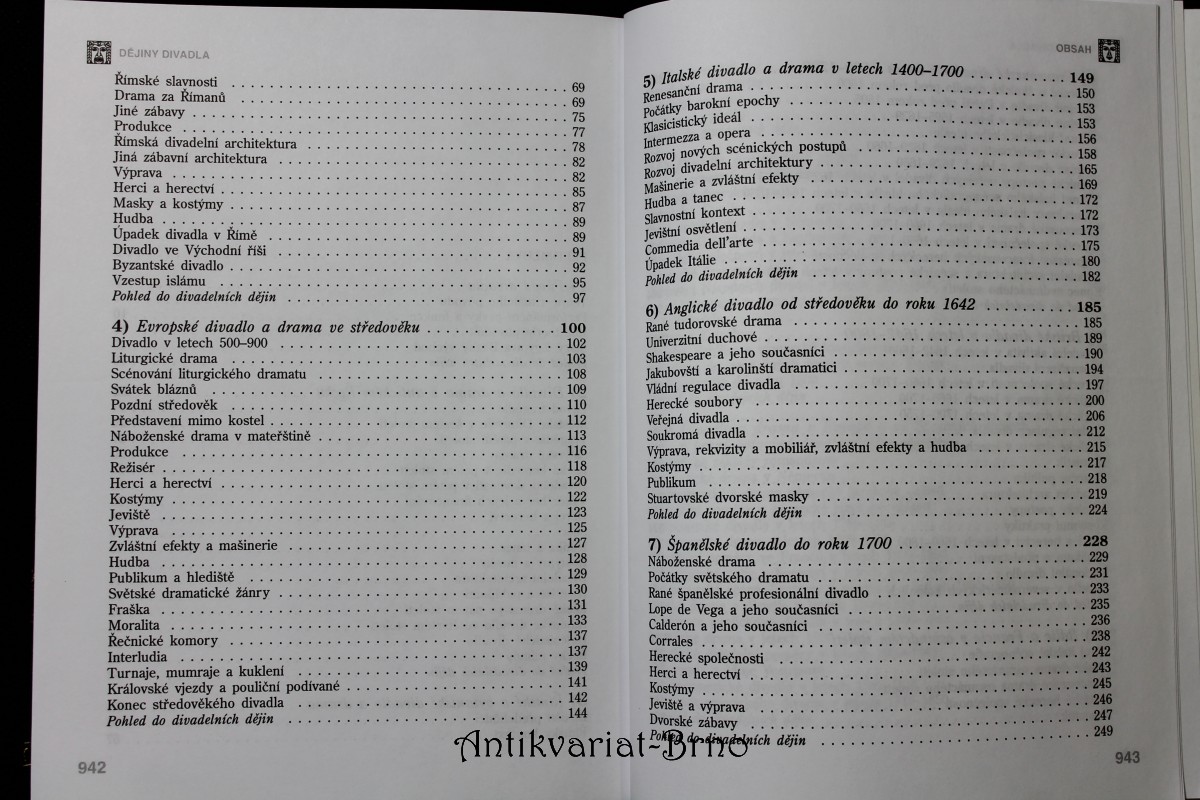 DĚJINY DIVADLA
Římské slavnosti . . . . . . . . . . 69
Drama za Římanů . . . . . . . . . . 69
Jiné zábavy . . . . . . . . . . 75
Produkce . . . . . . . . . . 77
Římská divadelní architektura . . . . . . . . . . 78
Jiná zábavní architektura . . . . . . . . . . 82
Výprava . . . . . . . . . . 82
Herci a herectví . . . . . . . . . . 85
Masky a kostýmy . . . . . . . . . . 87
Hudba . . . . . . . . . . 89
Úpadek divadla v Římě . . . . . . . . . . 89
Divadlo ve Východní říši . . . . . . . . . . 91
Byzantské divadlo . . . . . . . . . . 92
Vzestup islámu . . . . . . . . . . 95
Pohled do divadelních dějin . . . . . . . . . . 97
4) Evropské divadlo a drama ve středověku . . . . . . . . . . 100
Divadlo v letech 500–900 . . . . . . . . . . 102
Liturgické drama . . . . . . . . . . 103
Scénování liturgického dramatu . . . . . . . . . . 108
Svátek bláznů . . . . . . . . . . 109
Pozdní středověk . . . . . . . . . . 110
Představení mimo kostel . . . . . . . . . . 112
Náboženské drama v mateřštině . . . . . . . . . . 113
Produkce . . . . . . . . . . 116
Režisér . . . . . . . . . . 118
Herci a herectví . . . . . . . . . . 120
Kostýmy . . . . . . . . . . 122
Jeviště . . . . . . . . . . 123
Výprava . . . . . . . . . . 125
Zvláštní efekty a mašinerie . . . . . . . . . . 127
Hudba . . . . . . . . . . 128
Publikum a hlediště . . . . . . . . . . 129
Světské dramatické žánry . . . . . . . . . . 130
Fraška . . . . . . . . . . 131
Moralita . . . . . . . . . . 133
Řečnické komory . . . . . . . . . . 137
Interludia . . . . . . . . . . 137
Turnaje, mumraje a kuklení . . . . . . . . . . 139
Královské vjezdy a pouliční podívané . . . . . . . . . . 141
Konec středověkého divadla . . . . . . . . . . 142
Pohled do divadelních dějin . . . . . . . . . . 144
942
OBSAH
5) Italské divadlo a drama v letech 1400–1700 . . . . . . . . . . 149
Renesanční drama . . . . . . . . . . 150
Počátky barokní epochy . . . . . . . . . . 153
Klasicistický ideál . . . . . . . . . . 153
Intermezza a opera . . . . . . . . . . 156
Rozvoj nových scénických postupů . . . . . . . . . . 158
Rozvoj divadelní architektury . . . . . . . . . . 165
Mašinerie a zvláštní efekty . . . . . . . . . . 169
Hudba a tanec . . . . . . . . . . 172
Slavnostní kontext . . . . . . . . . . 172
Jevištní osvětlení . . . . . . . . . . 173
Commedia dell'arte . . . . . . . . . . 175
Úpadek Itálie . . . . . . . . . . 180
Pohled do divadelních dějin . . . . . . . . . . 182
6) Anglické divadlo od středověku do roku 1642 . . . . . . . . . . 185
Rané tudorovské drama . . . . . . . . . . 185
Univerzitní duchové . . . . . . . . . . 189
Shakespeare a jeho současníci . . . . . . . . . . 190
Jakubovští a karolinští dramatici . . . . . . . . . . 194
Vládní regulace divadla . . . . . . . . . . 197
Herecké soubory . . . . . . . . . . 200
Veřejná divadla . . . . . . . . . . 206
Soukromá divadla . . . . . . . . . . 212
Výprava, rekvizity a mobiliář, zvláštní efekty a hudba . . . . . . . . . . 215
Kostýmy . . . . . . . . . . 217
Publikum . . . . . . . . . . 218
Stuartovské dvorské masky . . . . . . . . . . 219
Pohled do divadelních dějin . . . . . . . . . . 224
7) Španělské divadlo do roku 1700 . . . . . . . . . . 228
Náboženské drama . . . . . . . . . . 229
Počátky světského dramatu . . . . . . . . . . 231
Rané španělské profesionální divadlo . . . . . . . . . . 233
Lope de Vega a jeho současníci . . . . . . . . . . 235
Calderón a jeho současníci . . . . . . . . . . 236
Corrales . . . . . . . . . . 238
Herecké společnosti . . . . . . . . . . 242
Herci a herectví . . . . . . . . . . 243
Kostýmy . . . . . . . . . . 245
Jeviště a výprava . . . . . . . . . . 246
Dvorské zábavy . . . . . . . . . . 247
Pohled do divadelních dějin . . . . . . . . . . 249
943
Antikvariat-Brno